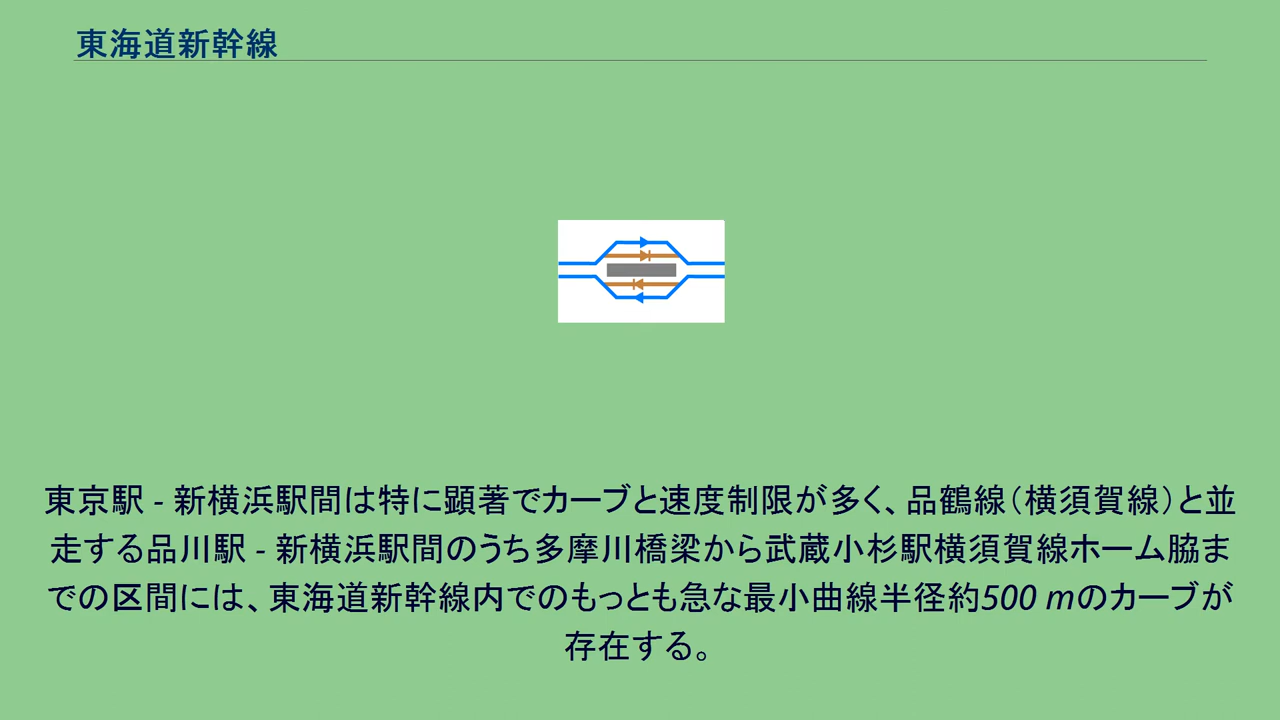 東海道新幹線
東京駅 - 新横浜駅間は特に顕著でカーブと速度制限が多く、品鶴線（横須賀線）と並
走する品川駅 - 新横浜駅間のうち多摩川橋梁から武蔵小杉駅横須賀線ホーム脇ま
での区間には、東海道新幹線内でのもっとも急な最小曲線半径約500 mのカーブが
存在する。